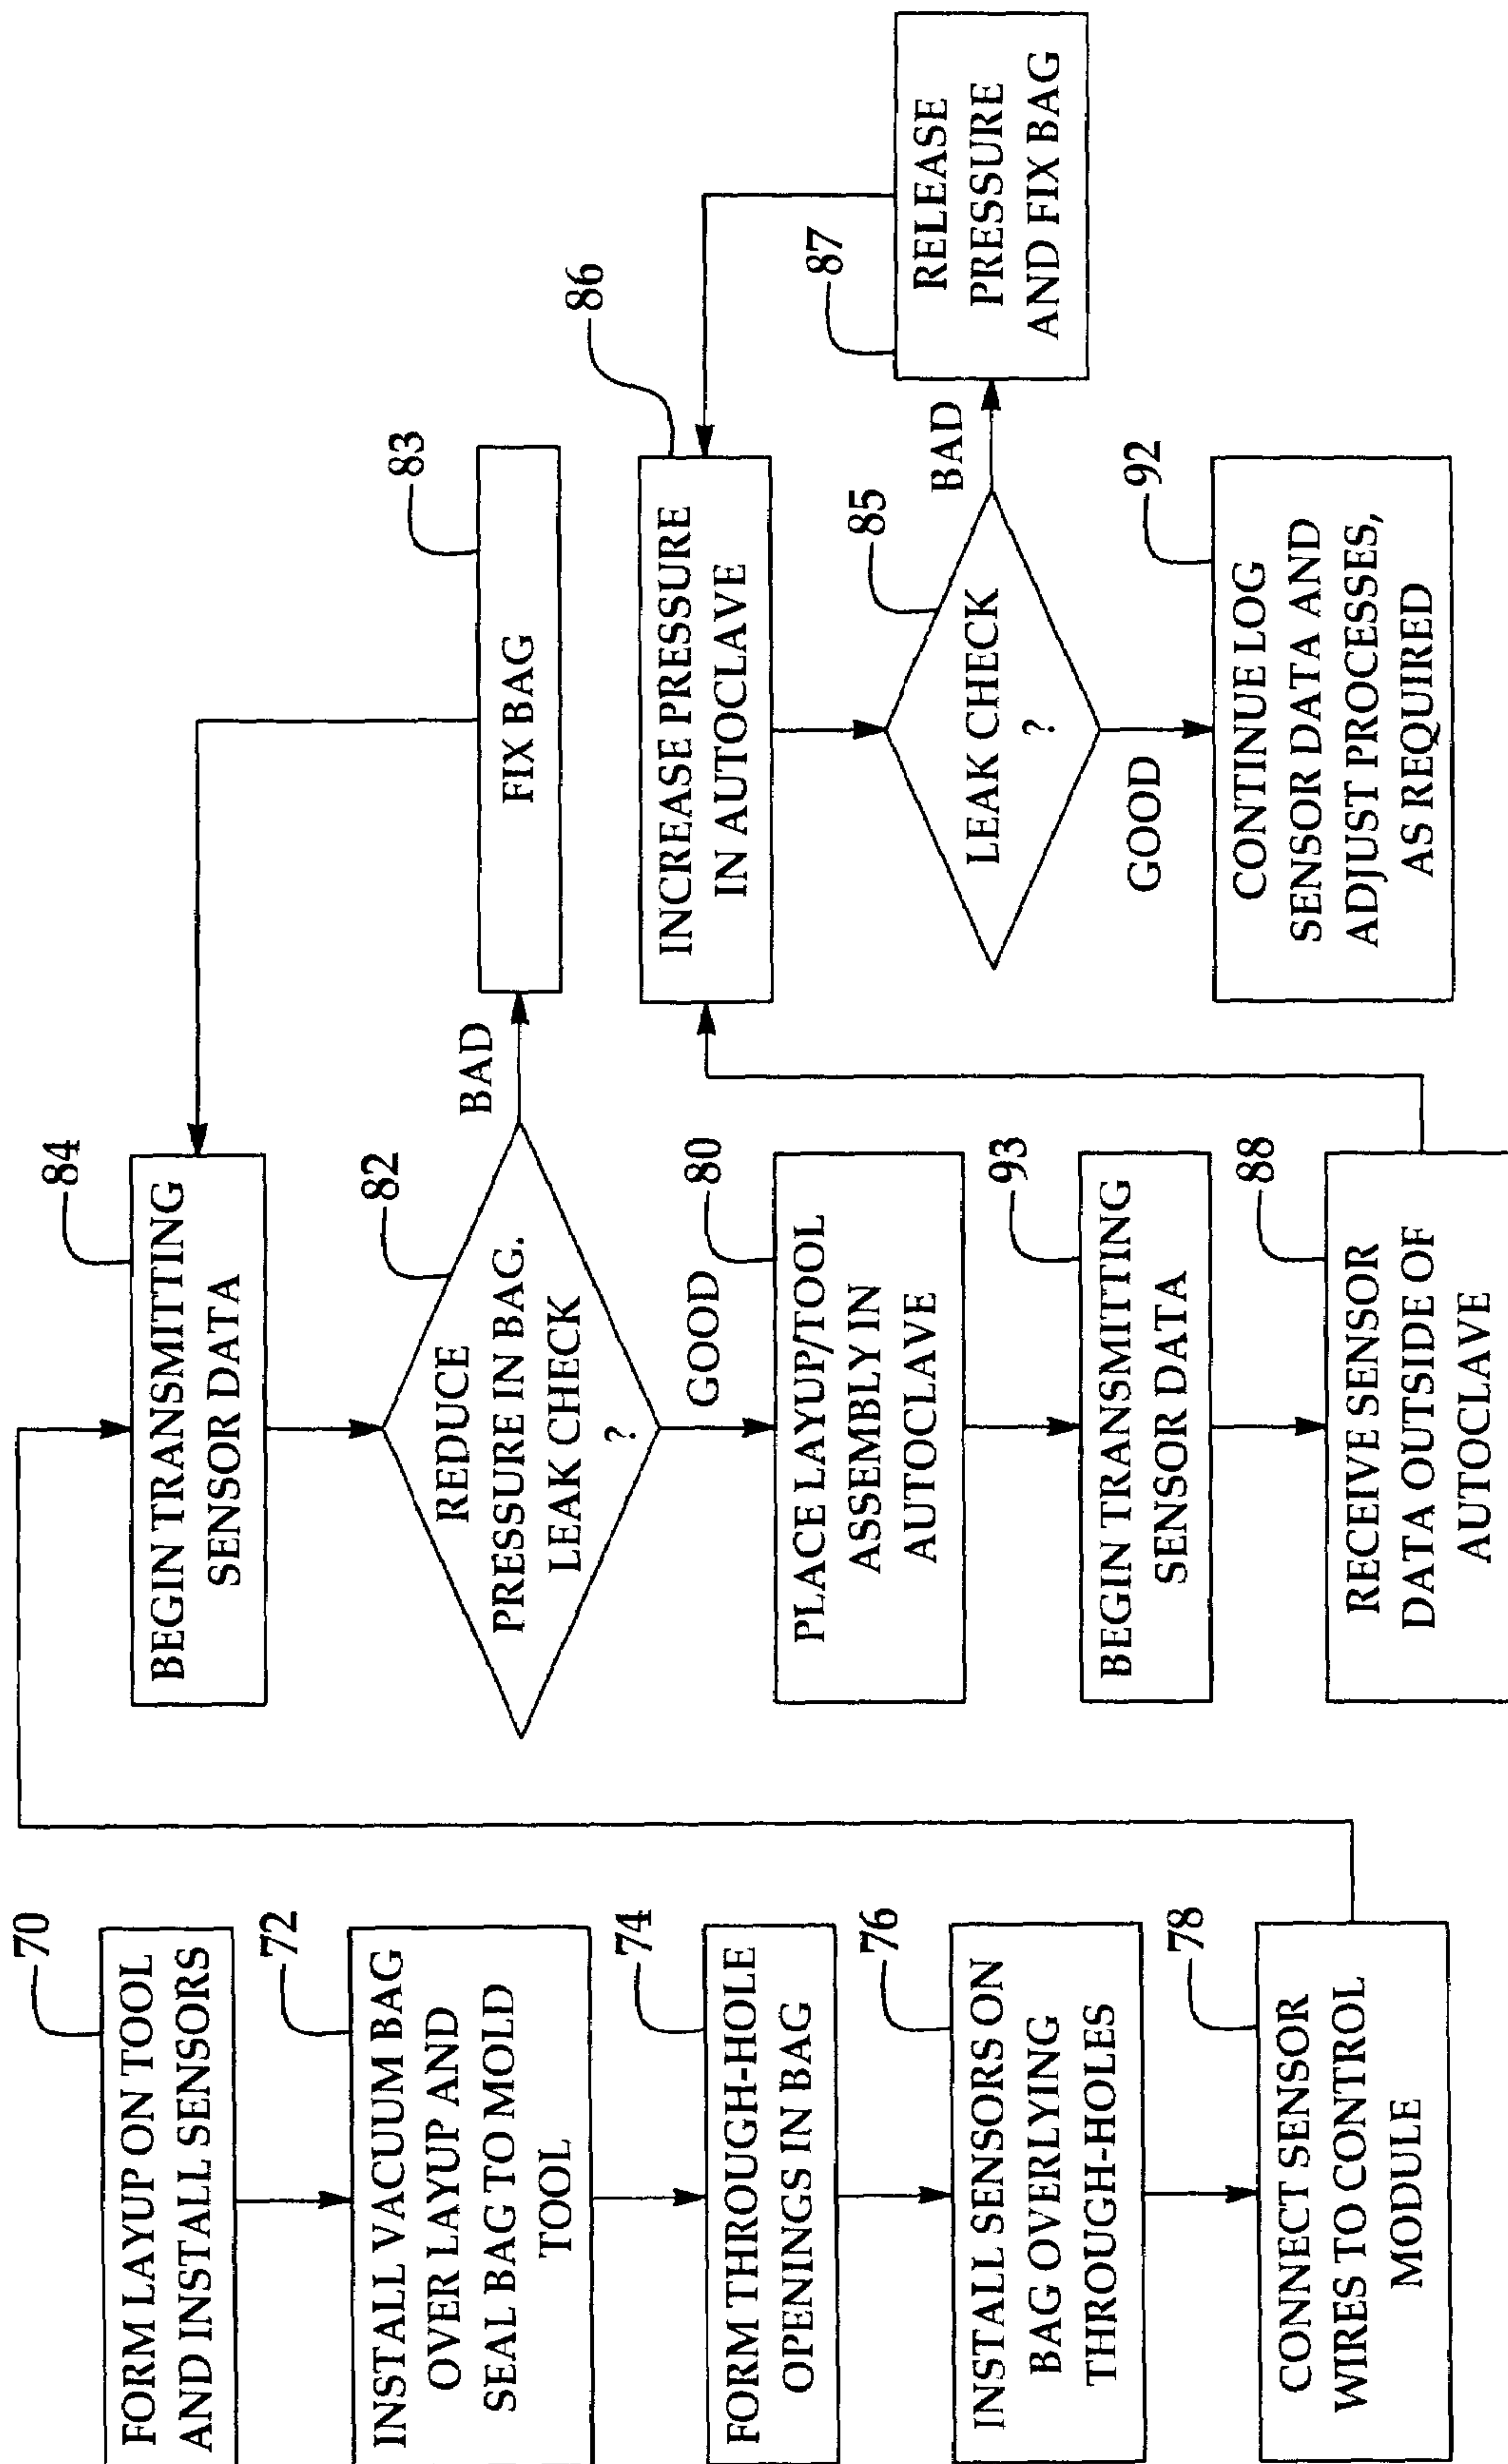 70
FORM LAYUP ON TOOL
AND INSTALL SENSORS
72
INSTALL VACUUM BAG
OVER LAYUP AND
SEAL BAG TO MOLD
TOOL
74
FORM THROUGH-HOLE
OPENINGS IN BAG
76
INSTALL SENSORS ON
BAG OVERLYING
THROUGH-HOLES
78
CONNECT SENSOR
WIRES TO CONTROL
MODULE
84
BEGIN TRANSMITTING
SENSOR DATA
82
REDUCE
PRESSURE IN BAG.
LEAK CHECK
?
BAD
GOOD
83
FIX BAG
80
PLACE LAYUP/TOOL
ASSEMBLY IN
AUTOCLAVE
93
BEGIN TRANSMITTING
SENSOR DATA
88
RECEIVE SENSOR
DATA OUTSIDE OF
AUTOCLAVE
86
INCREASE PRESSURE
IN AUTOCLAVE
85
LEAK CHECK
?
BAD
GOOD
87
RELEASE
PRESSURE
AND FIX BAG
92
CONTINUE LOG
SENSOR DATA AND
ADJUST PROCESSES,
AS REQUIRED